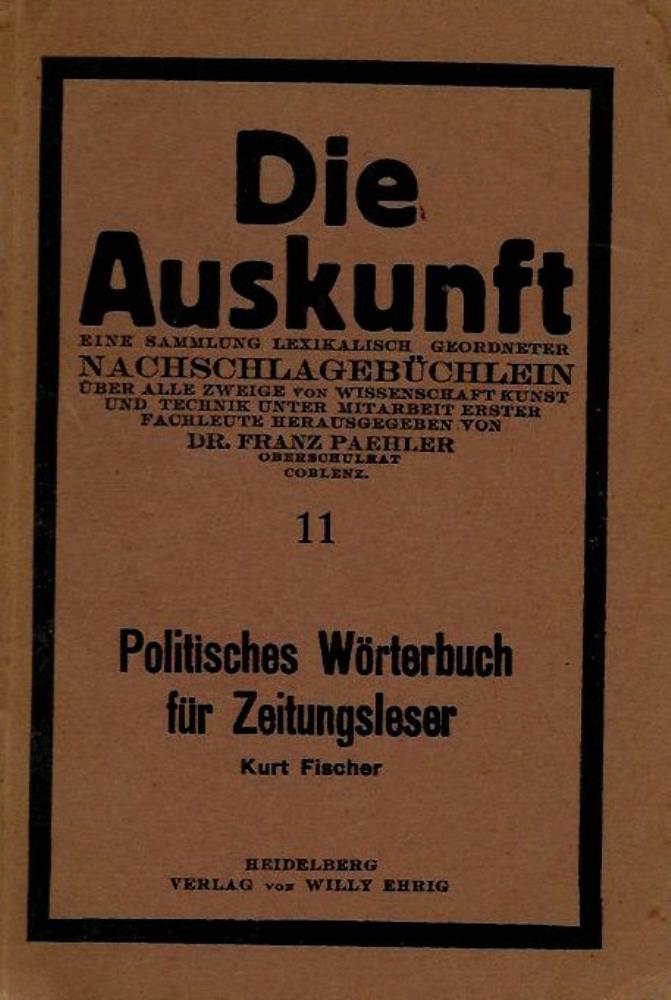 Die
Auskunft
EINE SAMMLUNG LEXIKALISCH GEORDNETER
NACHSCHLAGEBÜCHLEIN
ÜBER ALLE ZWEIGE VON WISSENSCHAFT KUNST
UND TECHNIK UNTER MITARBEIT ERSTER
FACHLEUTE HERAUSGEGEBEN VON
DR. FRANZ PAEHLER
OBERSCHULRAT
COBLENZ.
11
Politisches Wörterbuch
für Zeitungsleser
Kurt Fischer
HEIDELBERG
VERLAG VON WILLY EHRIG